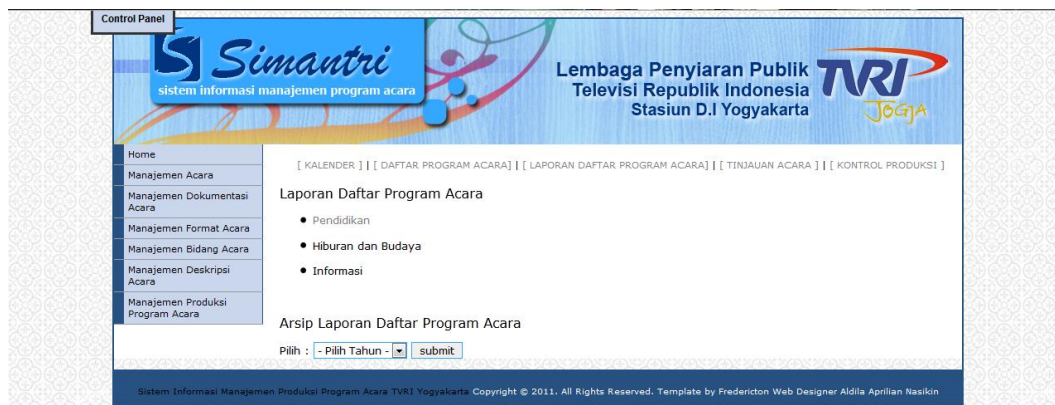 Control Panel
Simantri
sistem informasi manajemen program acara
Lembaga Penyiaran Publik
Televisi Republik Indonesia
Stasiun D.I Yogyakarta
TVRI
JOGJA
Home
Manajemen Acara
Manajemen Dokumentasi
Acara
Manajemen Format Acara
Manajemen Bidang Acara
Manajemen Deskripsi
Acara
Manajemen Produksi
Program Acara
[ KALENDER ] | [ DAFTAR PROGRAM ACARA] | [ LAPORAN DAFTAR PROGRAM ACARA] | [ TINJAUAN ACARA ] | [ KONTROL PRODUKSI ]
Laporan Daftar Program Acara
Pendidikan
Hiburan dan Budaya
Informasi
Arsip Laporan Daftar Program Acara
Pilih : - Pilih Tahun - submit
Sistem Informasi Manajemen Produksi Program Acara TVRI Yogyakarta Copyright © 2011. All Rights Reserved. Template by Fredericton Web Designer Aldila Aprilian Nasikin